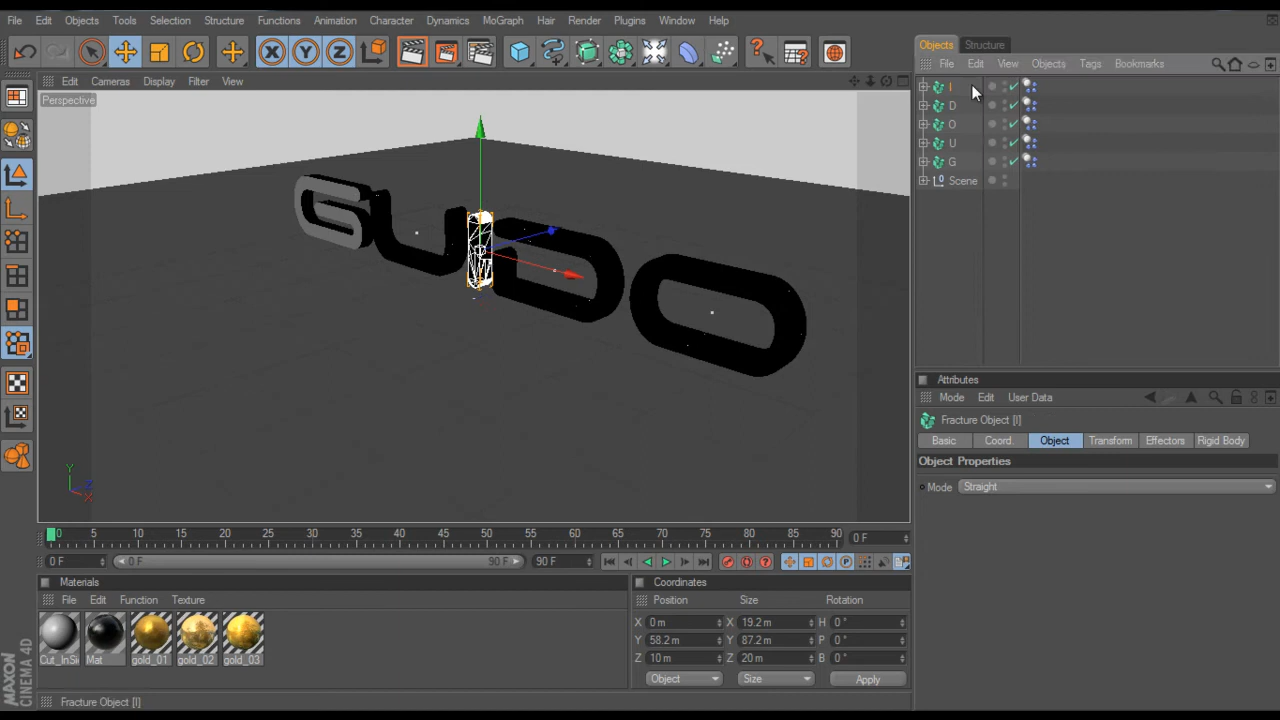 File Edit Objects Tools Selection Structure Functions Animation Character Dynamics MoGraph Hair Render Plugins Window Help
X Y Z
Objects Structure
File Edit View Objects Tags Bookmarks
Edit Cameras Display Filter View
Perspective
I
D
O
U
G
Scene
GUIDO
Y
Z
X
Attributes
Mode Edit User Data
Fracture Object [I]
Basic Coord. Object Transform Effectors Rigid Body
Object Properties
Mode Straight
0 5 10 15 20 25 30 35 40 45 50 55 60 65 70 75 80 85 90 0 F
0 F 0 F 90 F 90 F
Materials
File Edit Function Texture
Cut_InSi Mat gold_01 gold_02 gold_03
Coordinates
Position Size Rotation
X 0 m X 19.2 m H 0 °
Y 58.2 m Y 87.2 m P 0 °
Z 10 m Z 20 m B 0 °
Object Size Apply
MAXON CINEMA 4D
Fracture Object [I]